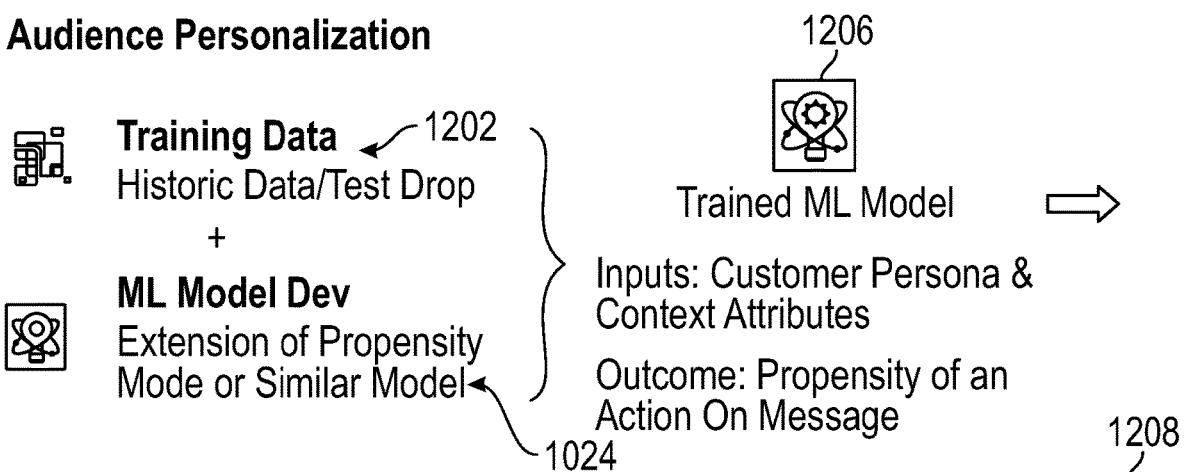 Audience Personalization
1206
Training Data
1202
Historic Data/Test Drop
+
ML Model Dev
Extension of Propensity
Mode or Similar Model
1024
Trained ML Model
Inputs: Customer Persona &
Context Attributes
Outcome: Propensity of an
Action On Message
1208